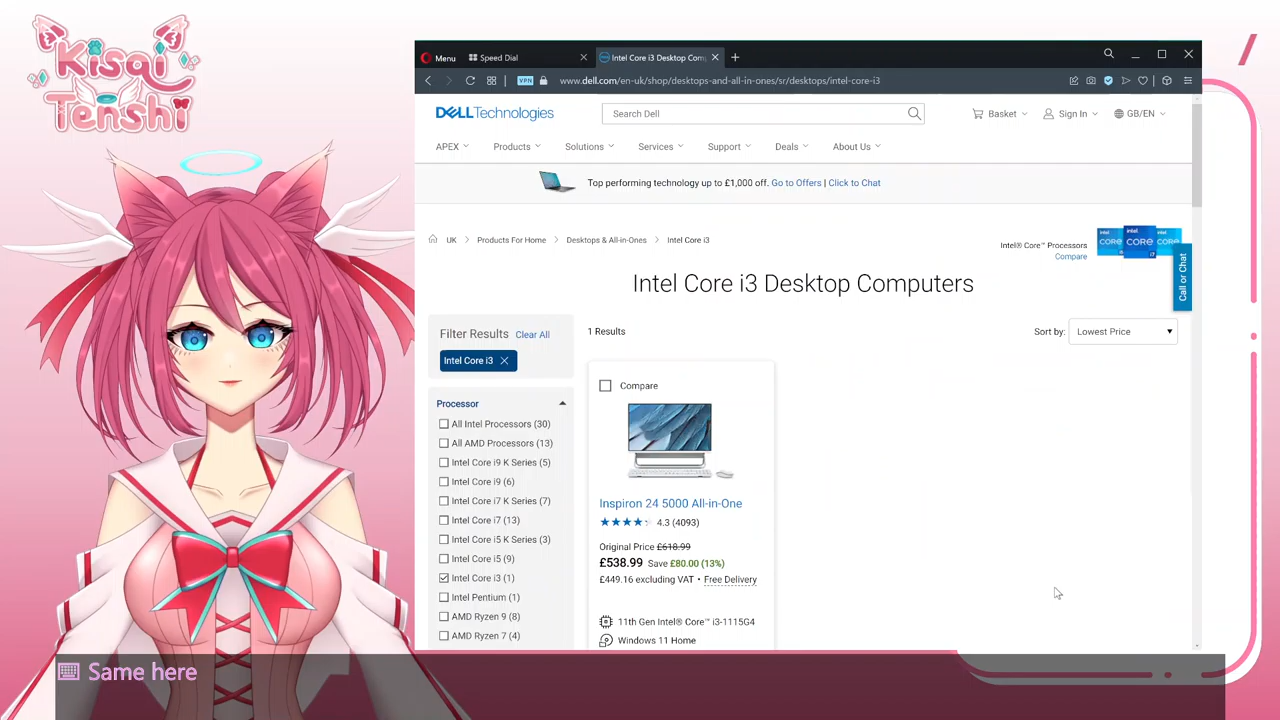 Kisai
Tenshi
Menu
Speed Dial
Intel Core i3 Desktop Com
VPN
www.dell.com/en-uk/shop/desktops-and-all-in-ones/sr/desktops/intel-core-i3
DELL Technologies
Search Dell
Basket
Sign In
GB/EN
APEX
Products
Solutions
Services
Support
Deals
About Us
Top performing technology up to £1,000 off. Go to Offers | Click to Chat
UK
Products For Home
Desktops & All-in-Ones
Intel Core i3
Intel® Core™ Processors
Compare
intel CORE
intel CORE i7
intel CORE
Call or Chat
Intel Core i3 Desktop Computers
Filter Results Clear All
Intel Core i3
1 Results
Sort by: Lowest Price
Processor
All Intel Processors (30)
All AMD Processors (13)
Intel Core i9 K Series (5)
Intel Core i9 (6)
Intel Core i7 K Series (7)
Intel Core i7 (13)
Intel Core i5 K Series (3)
Intel Core i5 (9)
Intel Core i3 (1)
Intel Pentium (1)
AMD Ryzen 9 (8)
AMD Ryzen 7 (4)
Compare
Inspiron 24 5000 All-in-One
4.3 (4093)
Original Price £618.99
£538.99 Save £80.00 (13%)
£449.16 excluding VAT • Free Delivery
11th Gen Intel® Core™ i3-1115G4
Windows 11 Home
Same here